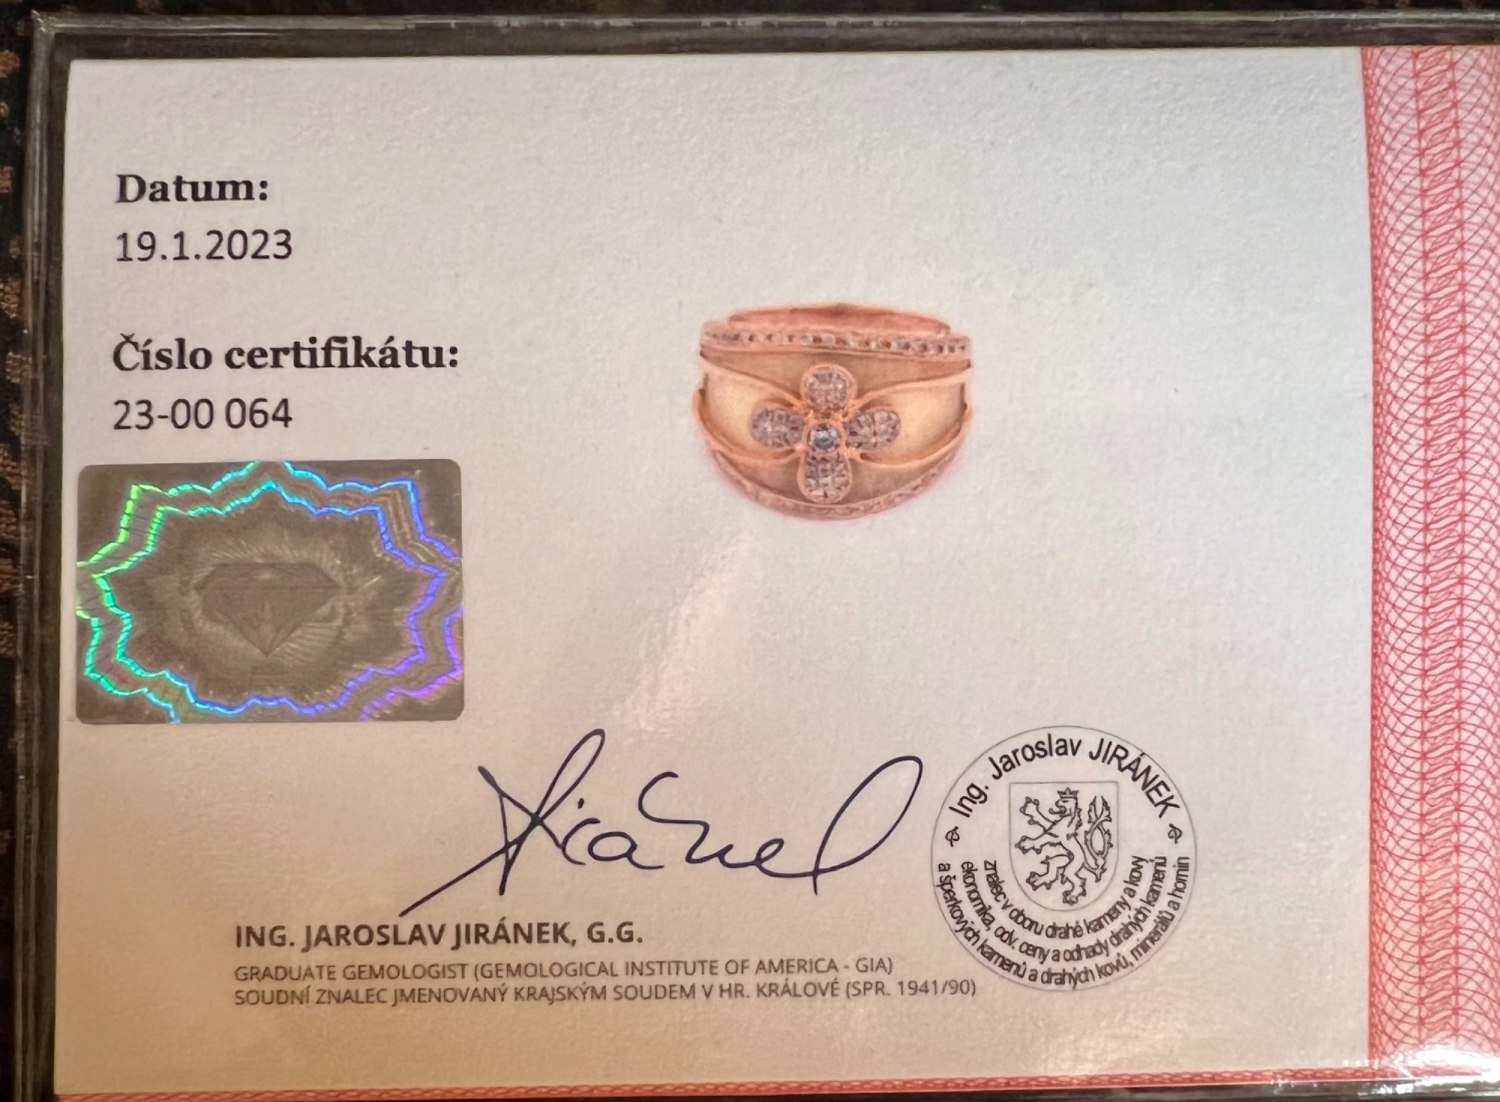 Datum:
19.1.2023
Číslo certifikátu:
23-00 064
Jiránek
ING. JAROSLAV JIRÁNEK, G.G.
GRADUATE GEMOLOGIST (GEMOLOGICAL INSTITUTE OF AMERICA - GIA)
SOUDNÍ ZNALEC JMENOVANÝ KRAJSKÝM SOUDEM V HR. KRÁLOVÉ (SPR. 1941/90)
Ing. Jaroslav JIRÁNEK
znalec v oboru drahé kameny a kovy
ekonomika, odv. ceny a odhady drahých kamenů
a šperkových kamenů a drahých kovů, minerálů a hornin